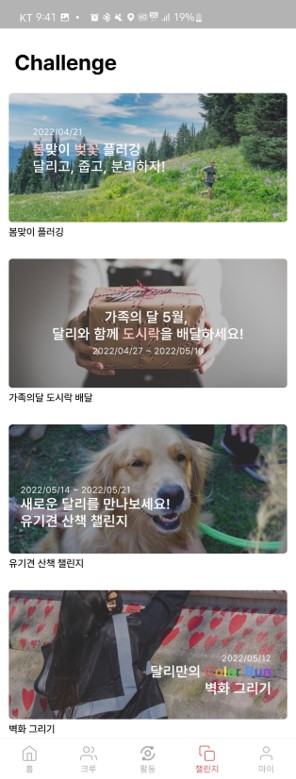 KT 9:41 19%
Challenge
2022/04/21
봄맞이 벚꽃 플러깅
달리고, 줍고, 분리하자!
봄맞이 플러깅
가족의 달 5월,
달리와 함께 도시락을 배달하세요!
2022/04/27 ~ 2022/05/10
가족의달 도시락 배달
2022/05/14 ~ 2022/05/21
새로운 달리를 만나보세요!
유기견 산책 챌린지
유기견 산책 챌린지
2022/05/12
달리만의 Color Run
벽화 그리기
벽화 그리기
홈 크루 활동 챌린지 마이